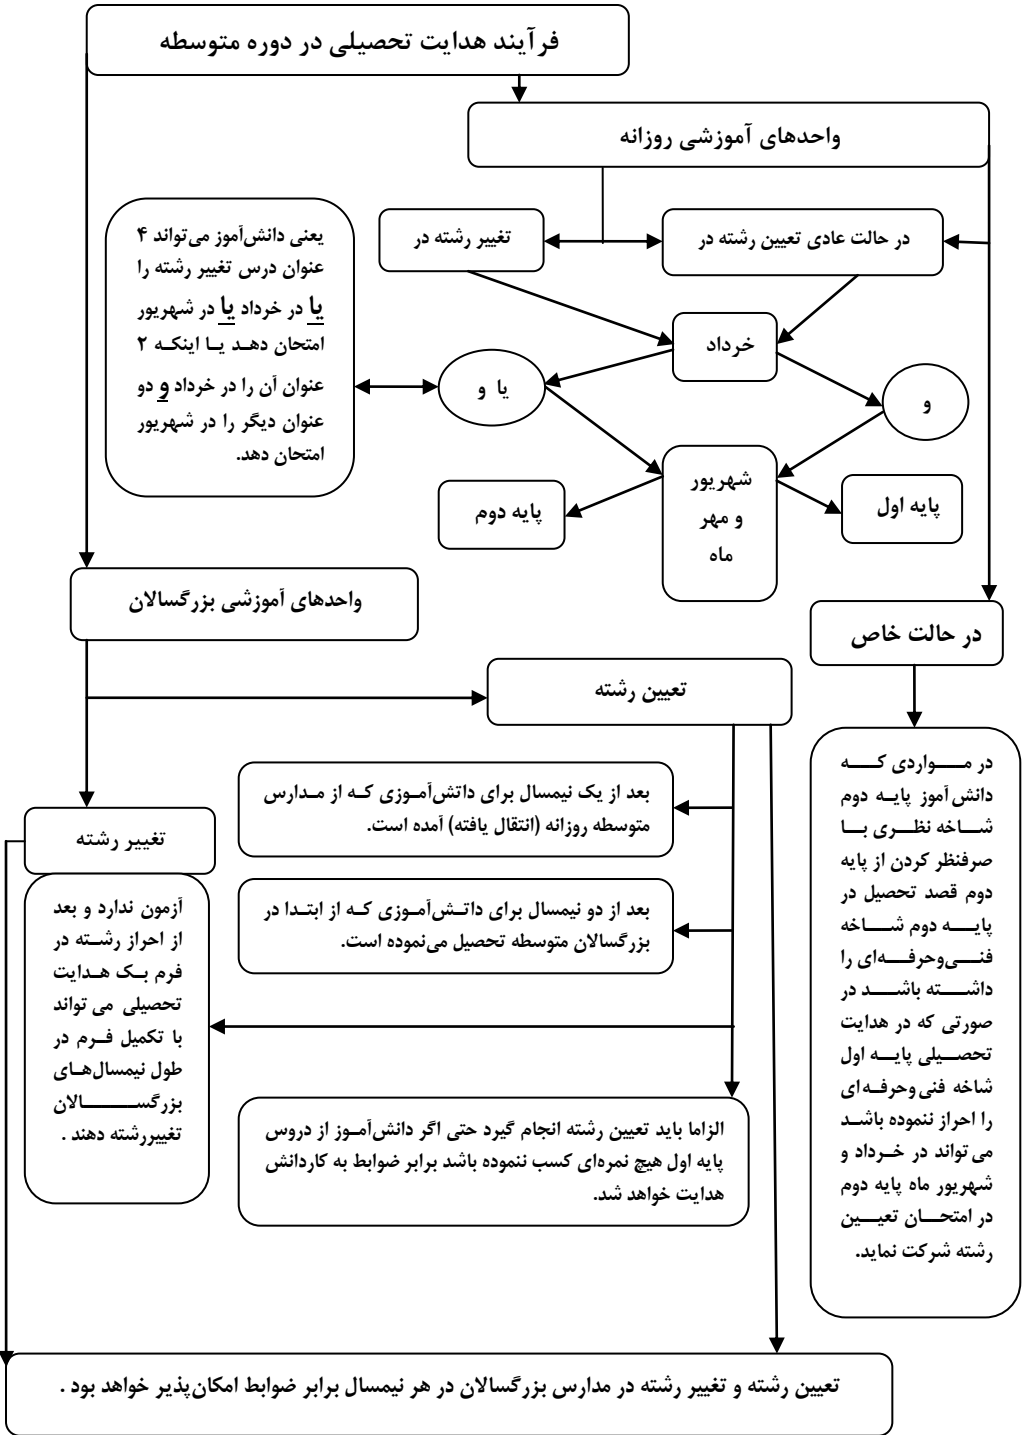 فرآیند هدایت تحصیلی در دوره متوسطه
واحدهای آموزشی روزانه
در حالت عادی تعیین رشته در
تغییر رشته در
یعنی دانش‌آموز می‌تواند ۴
عنوان درس تغییر رشته را
یا در خرداد یا در شهریور
امتحان دهد یا اینکه ۲
عنوان آن را در خرداد و دو
عنوان دیگر را در شهریور
امتحان دهد.
خرداد
یا و
و
شهریور
و مهر
ماه
پایه اول
پایه دوم
واحدهای آموزشی بزرگسالان
در حالت خاص
تعیین رشته
در مواردی که
دانش‌آموز پایه دوم
شاخه نظری با
صرفنظر کردن از پایه
دوم قصد تحصیل در
پایه دوم شاخه
فنی‌وحرفه‌ای را
داشته باشد در
صورتی که در هدایت
تحصیلی پایه اول
شاخه فنی‌وحرفه‌ای
را احراز ننموده باشد
می‌تواند در خرداد و
شهریور ماه پایه دوم
در امتحان تعیین
رشته شرکت نماید.
بعد از یک نیمسال برای داتش‌آموزی که از مدارس
متوسطه روزانه (انتقال یافته) آمده است.
تغییر رشته
بعد از دو نیمسال برای داتش‌آموزی که از ابتدا در
بزرگسالان متوسطه تحصیل می‌نموده است.
آزمون ندارد و بعد
از احراز رشته در
فرم بک هدایت
تحصیلی می تواند
با تکمیل فرم در
طول نیمسال‌های
بزرگسالان
تغییررشته دهند .
الزاما باید تعیین رشته انجام گیرد حتی اگر دانش‌آموز از دروس
پایه اول هیچ نمره‌ای کسب ننموده باشد برابر ضوابط به کاردانش
هدایت خواهد شد.
تعیین رشته و تغییر رشته در مدارس بزرگسالان در هر نیمسال برابر ضوابط امکان‌پذیر خواهد بود .